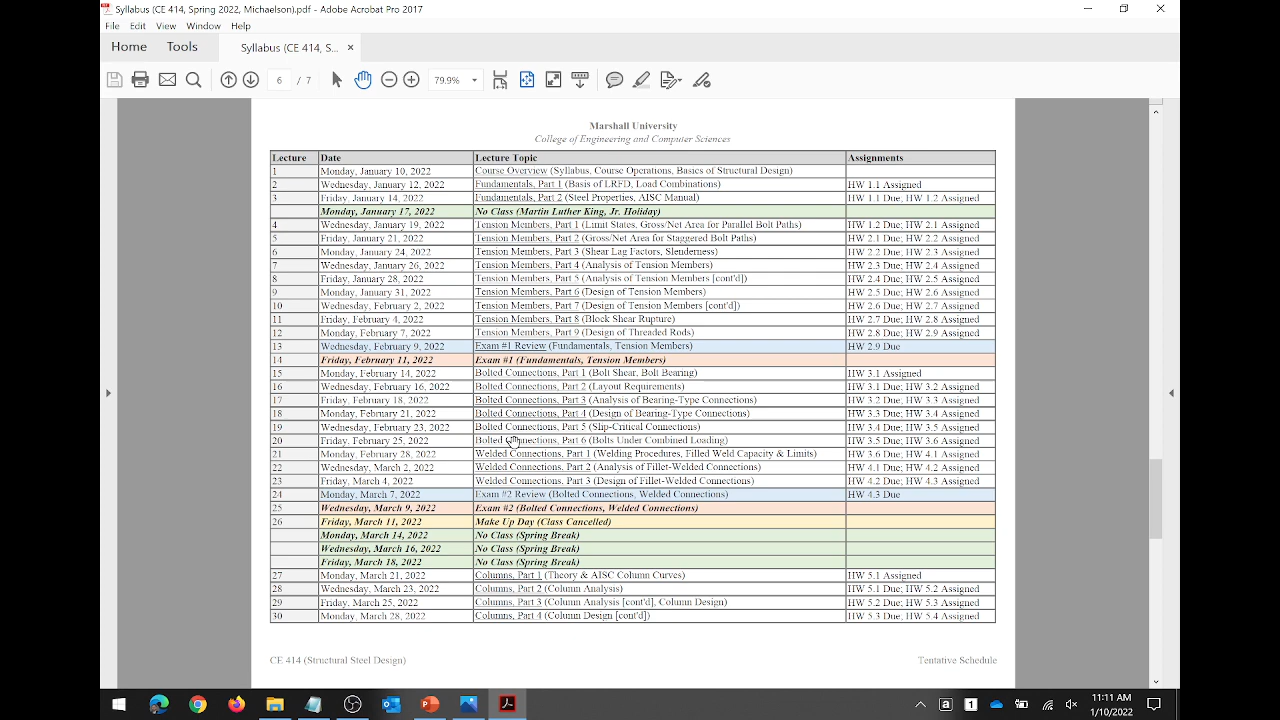 Syllabus (CE 414, Spring 2022, Michaelson).pdf - Adobe Acrobat Pro 2017
File Edit View Window Help
Home Tools Syllabus (CE 414, S... ×
6 / 7 79.9%
Marshall University
College of Engineering and Computer Sciences
Lecture Date Lecture Topic Assignments
1 Monday, January 10, 2022 Course Overview (Syllabus, Course Operations, Basics of Structural Design)
2 Wednesday, January 12, 2022 Fundamentals, Part 1 (Basis of LRFD, Load Combinations) HW 1.1 Assigned
3 Friday, January 14, 2022 Fundamentals, Part 2 (Steel Properties, AISC Manual) HW 1.1 Due; HW 1.2 Assigned
Monday, January 17, 2022 No Class (Martin Luther King, Jr. Holiday)
4 Wednesday, January 19, 2022 Tension Members, Part 1 (Limit States, Gross/Net Area for Parallel Bolt Paths) HW 1.2 Due; HW 2.1 Assigned
5 Friday, January 21, 2022 Tension Members, Part 2 (Gross/Net Area for Staggered Bolt Paths) HW 2.1 Due; HW 2.2 Assigned
6 Monday, January 24, 2022 Tension Members, Part 3 (Shear Lag Factors, Slenderness) HW 2.2 Due; HW 2.3 Assigned
7 Wednesday, January 26, 2022 Tension Members, Part 4 (Analysis of Tension Members) HW 2.3 Due; HW 2.4 Assigned
8 Friday, January 28, 2022 Tension Members, Part 5 (Analysis of Tension Members [cont'd]) HW 2.4 Due; HW 2.5 Assigned
9 Monday, January 31, 2022 Tension Members, Part 6 (Design of Tension Members) HW 2.5 Due; HW 2.6 Assigned
10 Wednesday, February 2, 2022 Tension Members, Part 7 (Design of Tension Members [cont'd]) HW 2.6 Due; HW 2.7 Assigned
11 Friday, February 4, 2022 Tension Members, Part 8 (Block Shear Rupture) HW 2.7 Due; HW 2.8 Assigned
12 Monday, February 7, 2022 Tension Members, Part 9 (Design of Threaded Rods) HW 2.8 Due; HW 2.9 Assigned
13 Wednesday, February 9, 2022 Exam #1 Review (Fundamentals, Tension Members) HW 2.9 Due
14 Friday, February 11, 2022 Exam #1 (Fundamentals, Tension Members)
15 Monday, February 14, 2022 Bolted Connections, Part 1 (Bolt Shear, Bolt Bearing) HW 3.1 Assigned
16 Wednesday, February 16, 2022 Bolted Connections, Part 2 (Layout Requirements) HW 3.1 Due; HW 3.2 Assigned
17 Friday, February 18, 2022 Bolted Connections, Part 3 (Analysis of Bearing-Type Connections) HW 3.2 Due; HW 3.3 Assigned
18 Monday, February 21, 2022 Bolted Connections, Part 4 (Design of Bearing-Type Connections) HW 3.3 Due; HW 3.4 Assigned
19 Wednesday, February 23, 2022 Bolted Connections, Part 5 (Slip-Critical Connections) HW 3.4 Due; HW 3.5 Assigned
20 Friday, February 25, 2022 Bolted Connections, Part 6 (Bolts Under Combined Loading) HW 3.5 Due; HW 3.6 Assigned
21 Monday, February 28, 2022 Welded Connections, Part 1 (Welding Procedures, Filled Weld Capacity & Limits) HW 3.6 Due; HW 4.1 Assigned
22 Wednesday, March 2, 2022 Welded Connections, Part 2 (Analysis of Fillet-Welded Connections) HW 4.1 Due; HW 4.2 Assigned
23 Friday, March 4, 2022 Welded Connections, Part 3 (Design of Fillet-Welded Connections) HW 4.2 Due; HW 4.3 Assigned
24 Monday, March 7, 2022 Exam #2 Review (Bolted Connections, Welded Connections) HW 4.3 Due
25 Wednesday, March 9, 2022 Exam #2 (Bolted Connections, Welded Connections)
26 Friday, March 11, 2022 Make Up Day (Class Cancelled)
Monday, March 14, 2022 No Class (Spring Break)
Wednesday, March 16, 2022 No Class (Spring Break)
Friday, March 18, 2022 No Class (Spring Break)
27 Monday, March 21, 2022 Columns, Part 1 (Theory & AISC Column Curves) HW 5.1 Assigned
28 Wednesday, March 23, 2022 Columns, Part 2 (Column Analysis) HW 5.1 Due; HW 5.2 Assigned
29 Friday, March 25, 2022 Columns, Part 3 (Column Analysis [cont'd], Column Design) HW 5.2 Due; HW 5.3 Assigned
30 Monday, March 28, 2022 Columns, Part 4 (Column Design [cont'd]) HW 5.3 Due; HW 5.4 Assigned
CE 414 (Structural Steel Design) Tentative Schedule
11:11 AM
1/10/2022